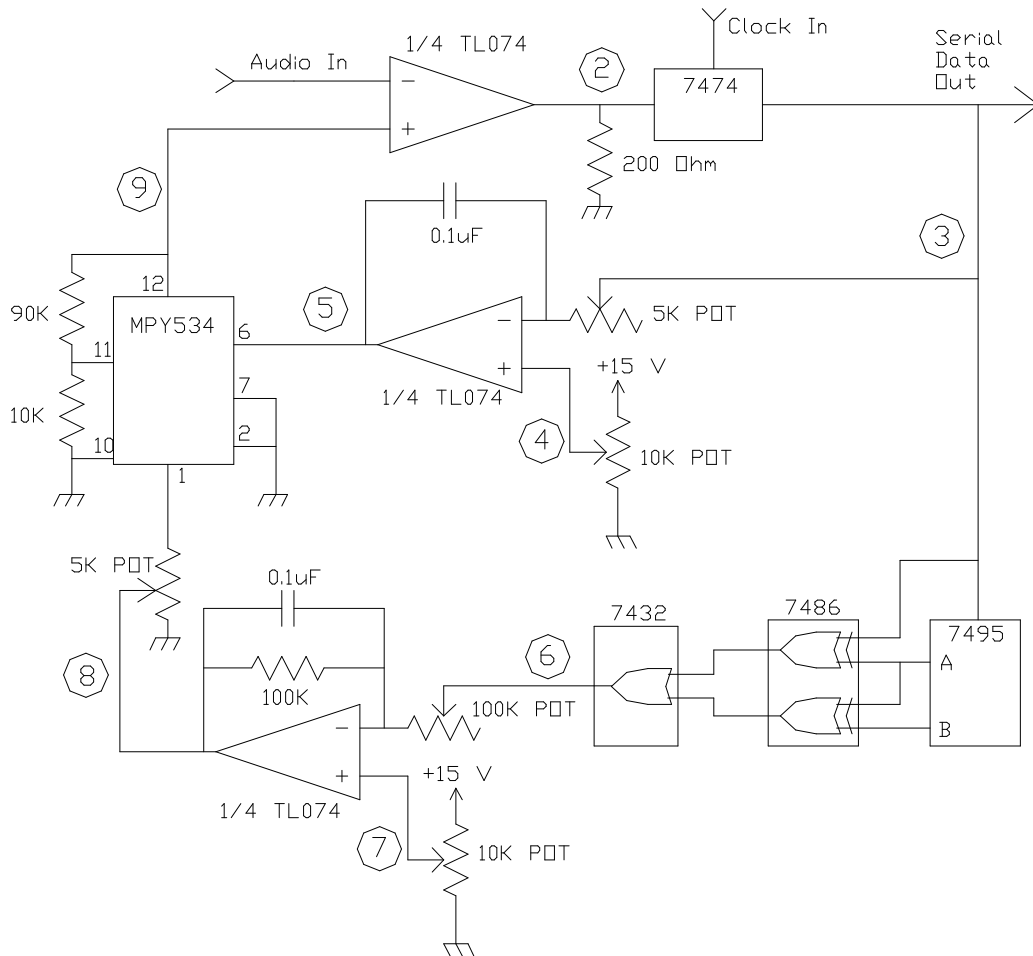 1/4 TL074
Clock In
Audio In
Serial
Data
Out
2
7474
−
+
200 Ohm
9
3
0.1uF
12
5
90K
MPY534
6
−
5K POT
11
+
+15 V
7
1/4 TL074
10K
4
2
10
10K POT
1
5K POT
0.1uF
7432
7486
7495
6
A
8
100K
100K POT
−
B
+
+15 V
1/4 TL074
7
10K POT